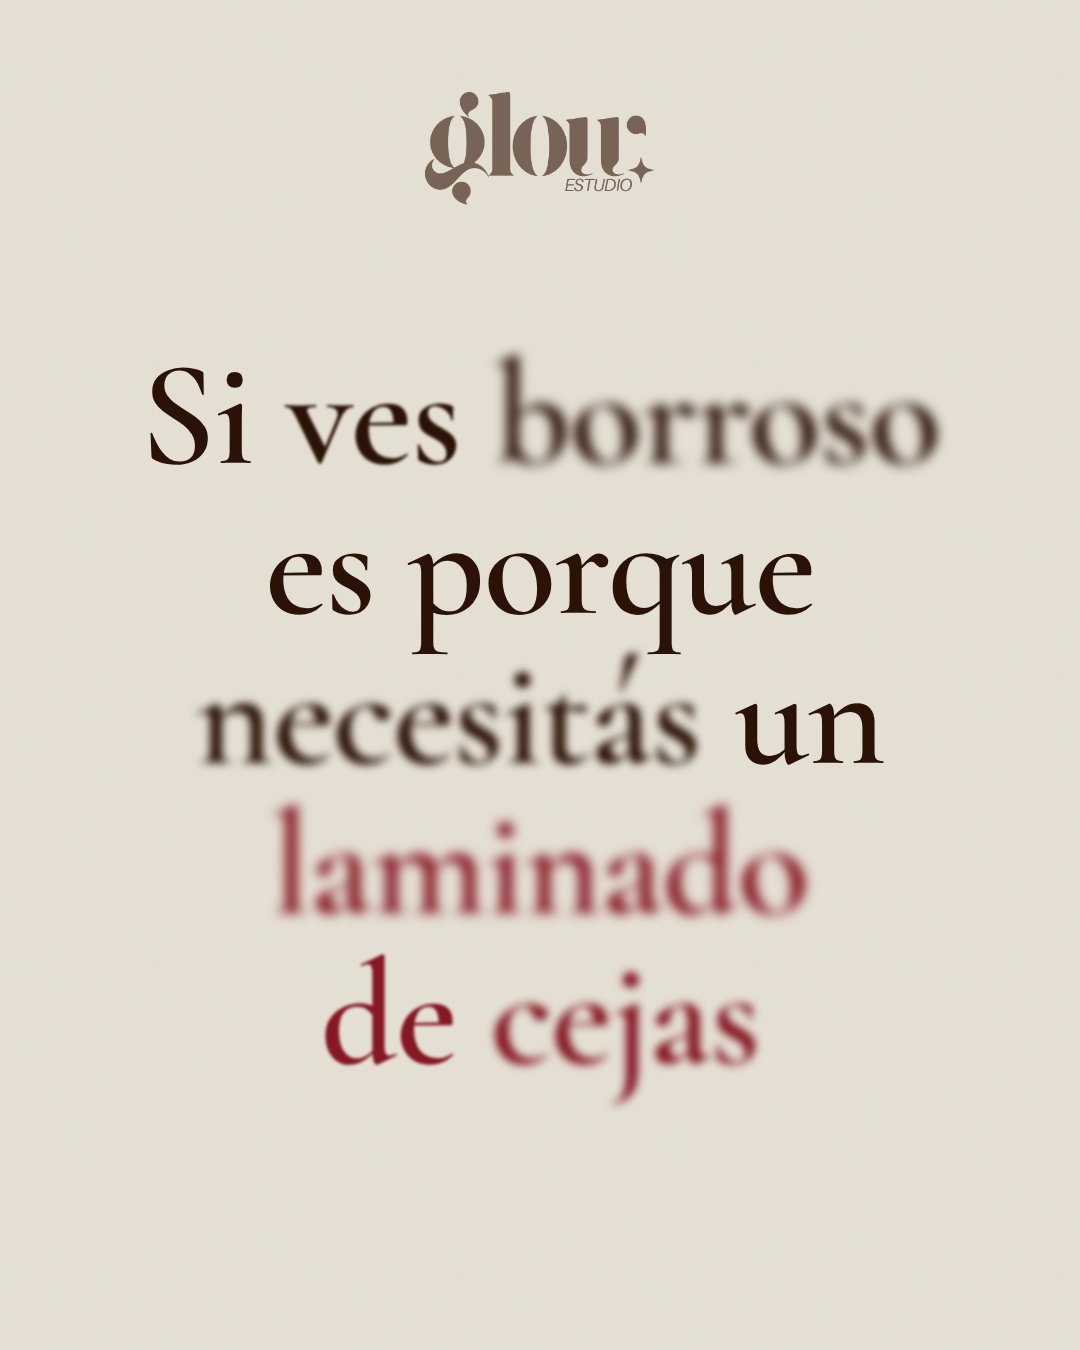 glow
ESTUDIO
Si ves borroso
es porque
necesitás un
laminado
de cejas